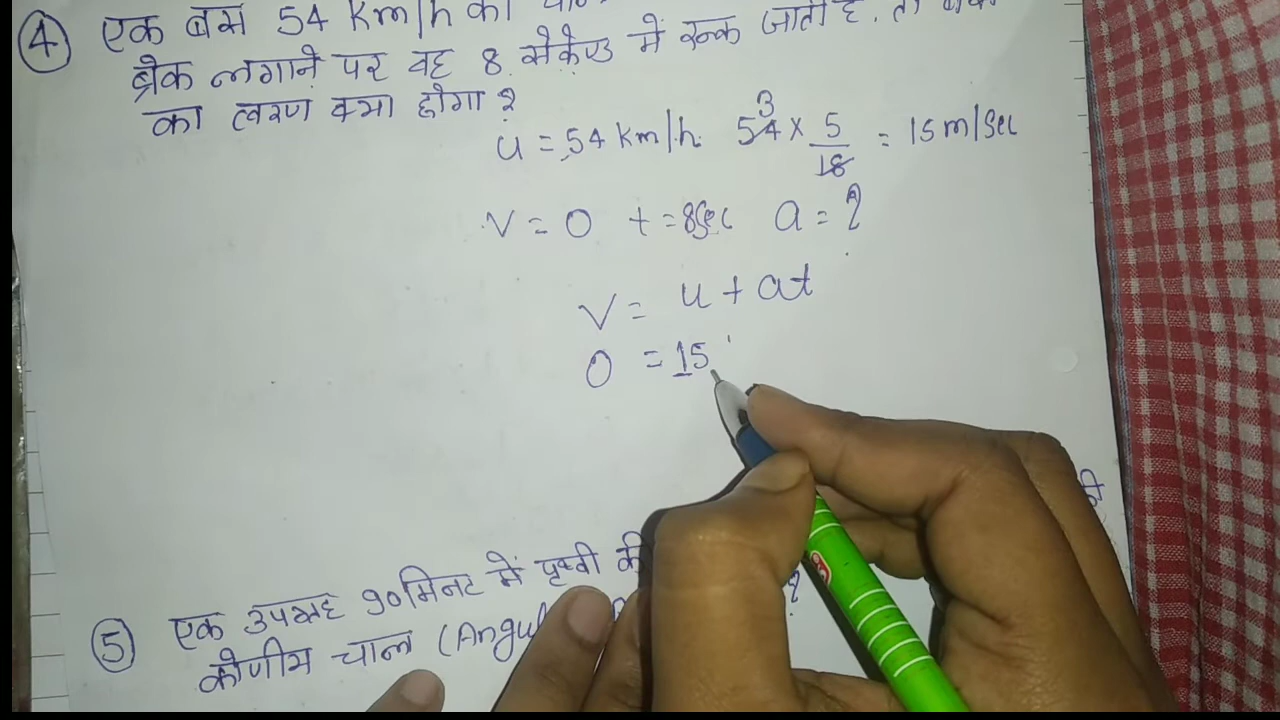 ④ एक बस 54 Km/h की
ब्रेक लगाने पर वह 8 सेकेण्ड में रूक जाती है. तो
का त्वरण क्या होगा ?
u = 54 Km/h. 54 3 × 5/18 = 15 m/Sec
V = 0 t = 8Sec a = ?
V = u + at
0 = 15
⑤ एक उपग्रह 90 मिनट में पृथ्वी की
कोणीय चाल ( ?